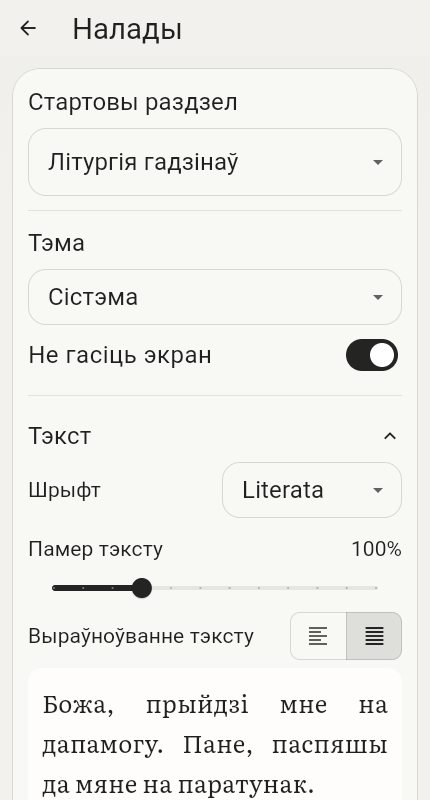 Налады
Стартовы раздзел
Літургія гадзінаў
Тэма
Сістэма
Не гасіць экран
Тэкст
Шрыфт
Literata
Памер тэксту
100%
Выраўноўванне тэксту
Божа, прыйдзі мне на
дапамогу. Пане, паспяшы
да мяне на паратунак.